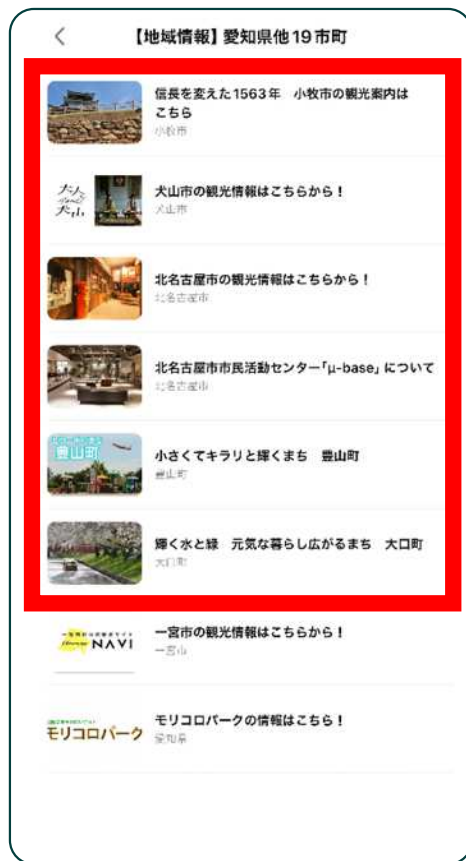 【地域情報】愛知県他19市町
信長を変えた1563年　小牧市の観光案内は
こちら
小牧市
犬山市の観光情報はこちらから！
犬山市
北名古屋市の観光情報はこちらから！
北名古屋市
北名古屋市市民活動センター「μ-base」について
北名古屋市
豊山町
小さくてキラリと輝くまち　豊山町
豊山町
輝く水と緑　元気な暮らし広がるまち　大口町
大口町
NAVI
一宮市の観光情報はこちらから！
一宮市
モリコロパーク
モリコロパークの情報はこちら！
愛知県